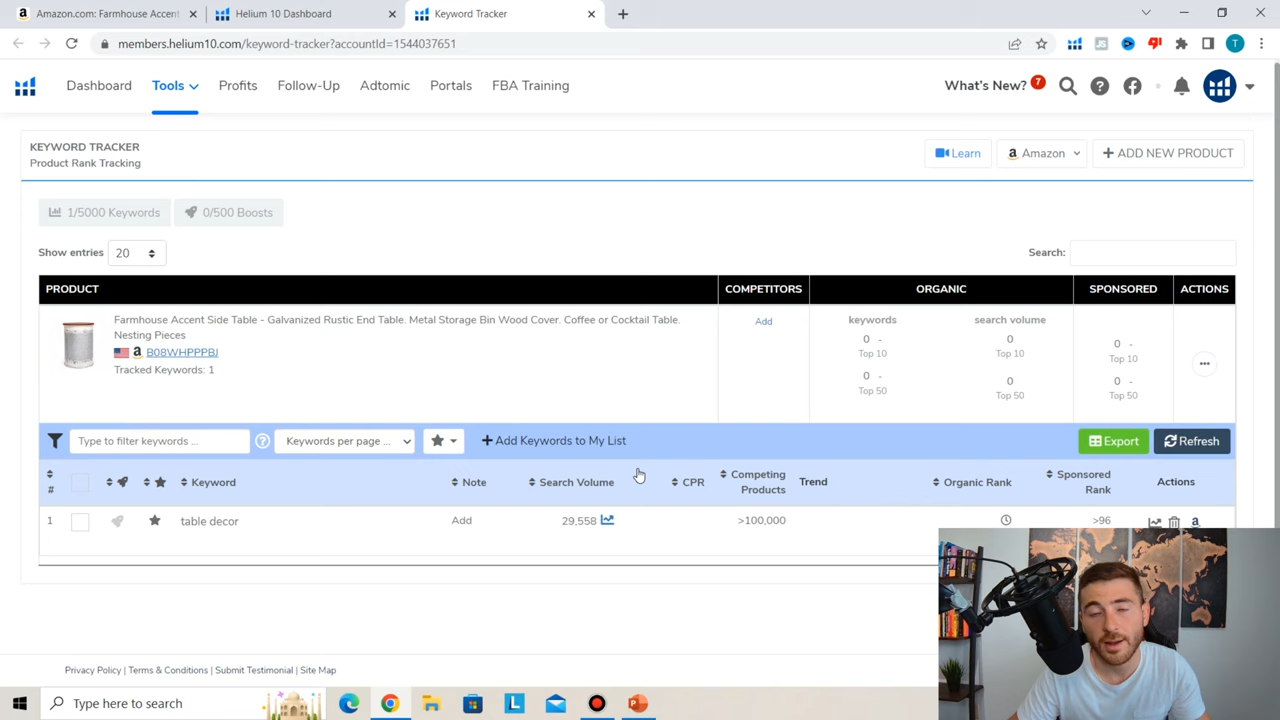 Amazon.com: Farmhouse Accent
Helium 10 Dashboard
Keyword Tracker
members.helium10.com/keyword-tracker?accountId=1544037651
JS
T
Dashboard
Tools
Profits
Follow-Up
Adtomic
Portals
FBA Training
What's New?
7
KEYWORD TRACKER
Product Rank Tracking
Learn
Amazon
ADD NEW PRODUCT
1/5000 Keywords
0/500 Boosts
Show entries 20
Search:
PRODUCT COMPETITORS ORGANIC SPONSORED ACTIONS
Farmhouse Accent Side Table - Galvanized Rustic End Table. Metal Storage Bin Wood Cover. Coffee or Cocktail Table.
Nesting Pieces
B08WHPPPBJ
Tracked Keywords: 1
Add
keywords search volume
0 - 0 0 -
Top 10 Top 10 Top 10
0 - 0 0 -
Top 50 Top 50 Top 50
Type to filter keywords ...
Keywords per page ...
+ Add Keywords to My List
Export
Refresh
# Keyword Note Search Volume CPR Competing
Products Trend Organic Rank Sponsored
Rank Actions
1 table decor Add 29,558 >100,000 >96
Privacy Policy | Terms & Conditions | Submit Testimonial | Site Map
Type here to search
L